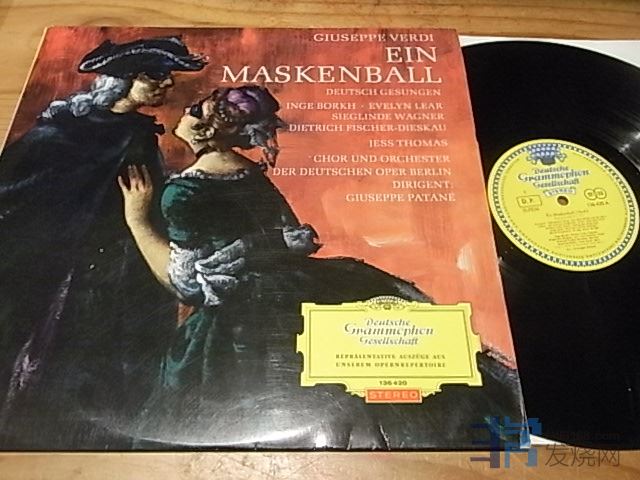 GIUSEPPE VERDI
EIN
MASKENBALL
DEUTSCH GESUNGEN
INGE BORKH · EVELYN LEAR
SIEGLINDE WAGNER
DIETRICH FISCHER-DIESKAU
JESS THOMAS
CHOR UND ORCHESTER
DER DEUTSCHEN OPER BERLIN
DIRIGENT:
GIUSEPPE PATANÉ
Deutsche
Grammophon
Gesellschaft
REPRÄSENTATIVE AUSZÜGE AUS
UNSEREM OPERNREPERTOIRE
136 420
STEREO
Deutsche
Grammophon
Gesellschaft
STEREO
发烧网